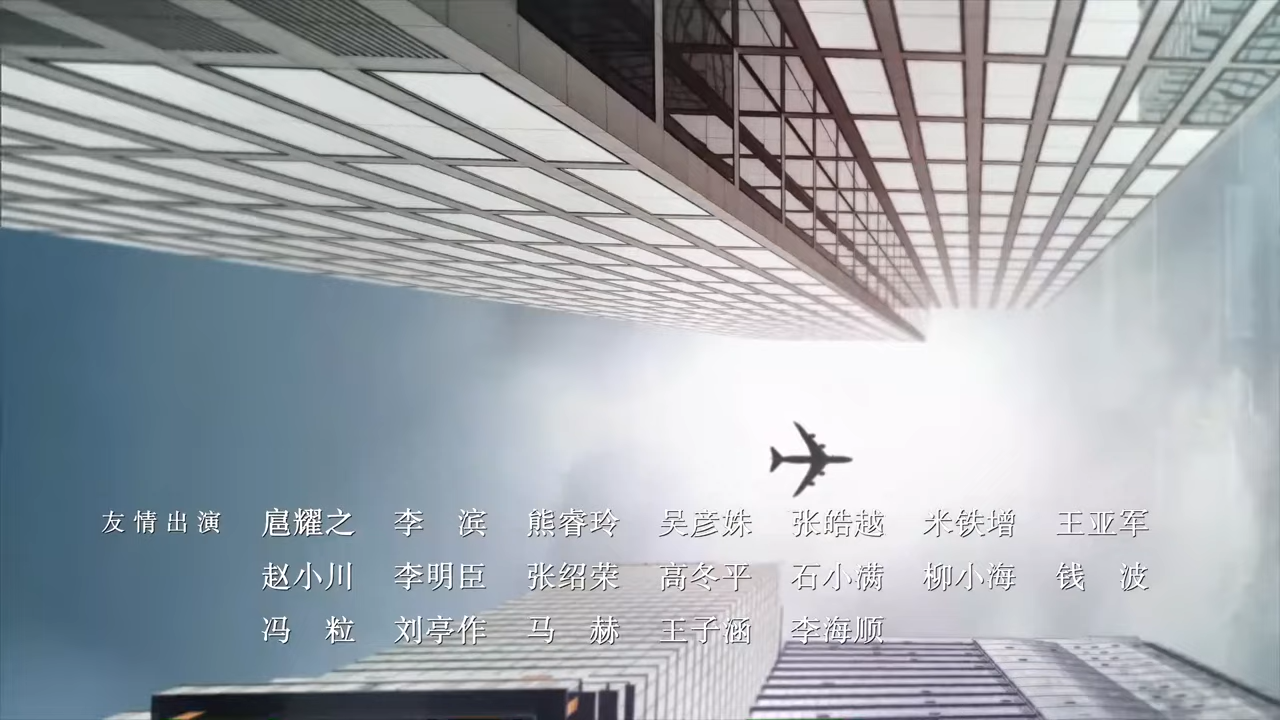 友情出演 扈耀之 李 滨 熊睿玲 吴彦姝 张皓越 米铁增 王亚军
赵小川 李明臣 张绍荣 高冬平 石小满 柳小海 钱 波
冯 粒 刘亭作 马 赫 王子涵 李海顺